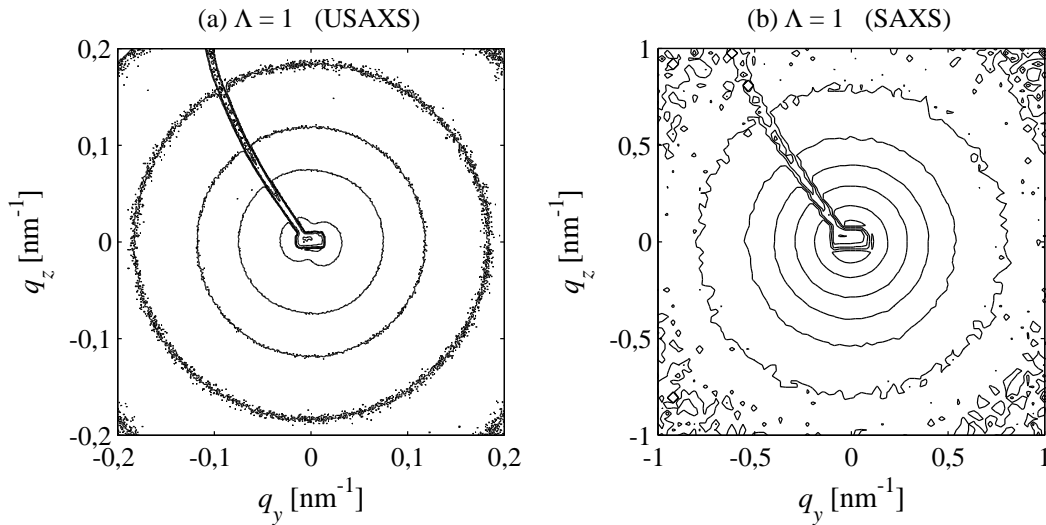 (a) Λ = 1 (USAXS)
0,2
0,1
0
-0,1
-0,2
-0,2 -0,1 0 0,1 0,2
q_z [nm⁻¹]
q_y [nm⁻¹]
(b) Λ = 1 (SAXS)
1
0,5
0
-0,5
-1
-1 -0,5 0 0,5 1
q_z [nm⁻¹]
q_y [nm⁻¹]